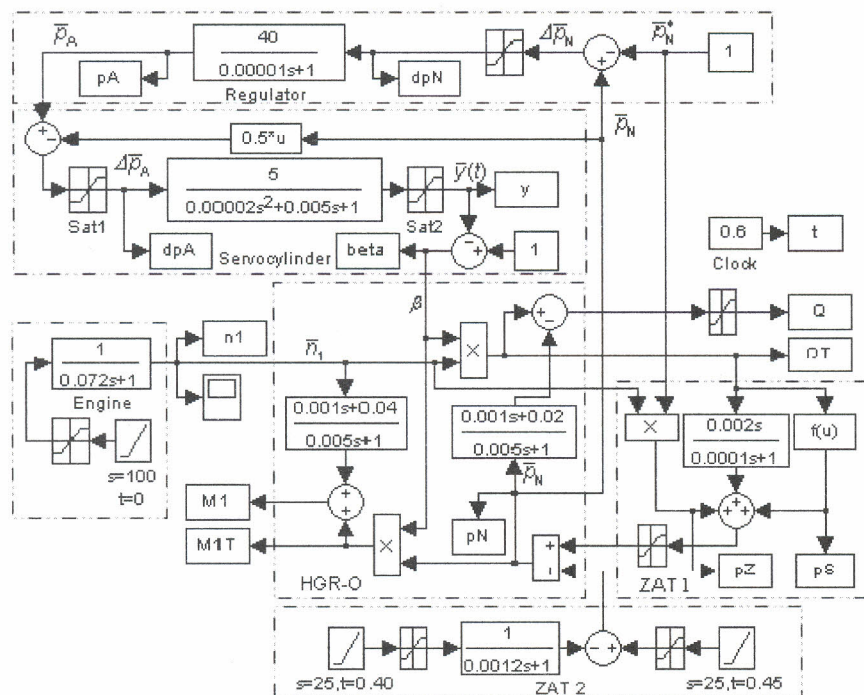 p̅A
40
0.00001s+1
Δp̅N
p̅N*
1
pA
dpN
Regulator
0.5*u
p̅N
Δp̅A
5
0.00002s²+0.005s+1
y̅(t)
y
Sat1
Sat2
dpA
Servocylinder
beta
1
0.6
t
Clock
β
n1
n̅1
Q
QT
1
0.072s+1
Engine
s=100
t=0
0.001s+0.04
0.005s+1
0.001s+0.02
0.005s+1
0.002s
0.0001s+1
f(u)
p̅N
M1
M1T
pN
HGR-O
pZ
pS
ZAT 1
1
0.0012s+1
s=25,t=0.40
ZAT 2
s=25,t=0.45